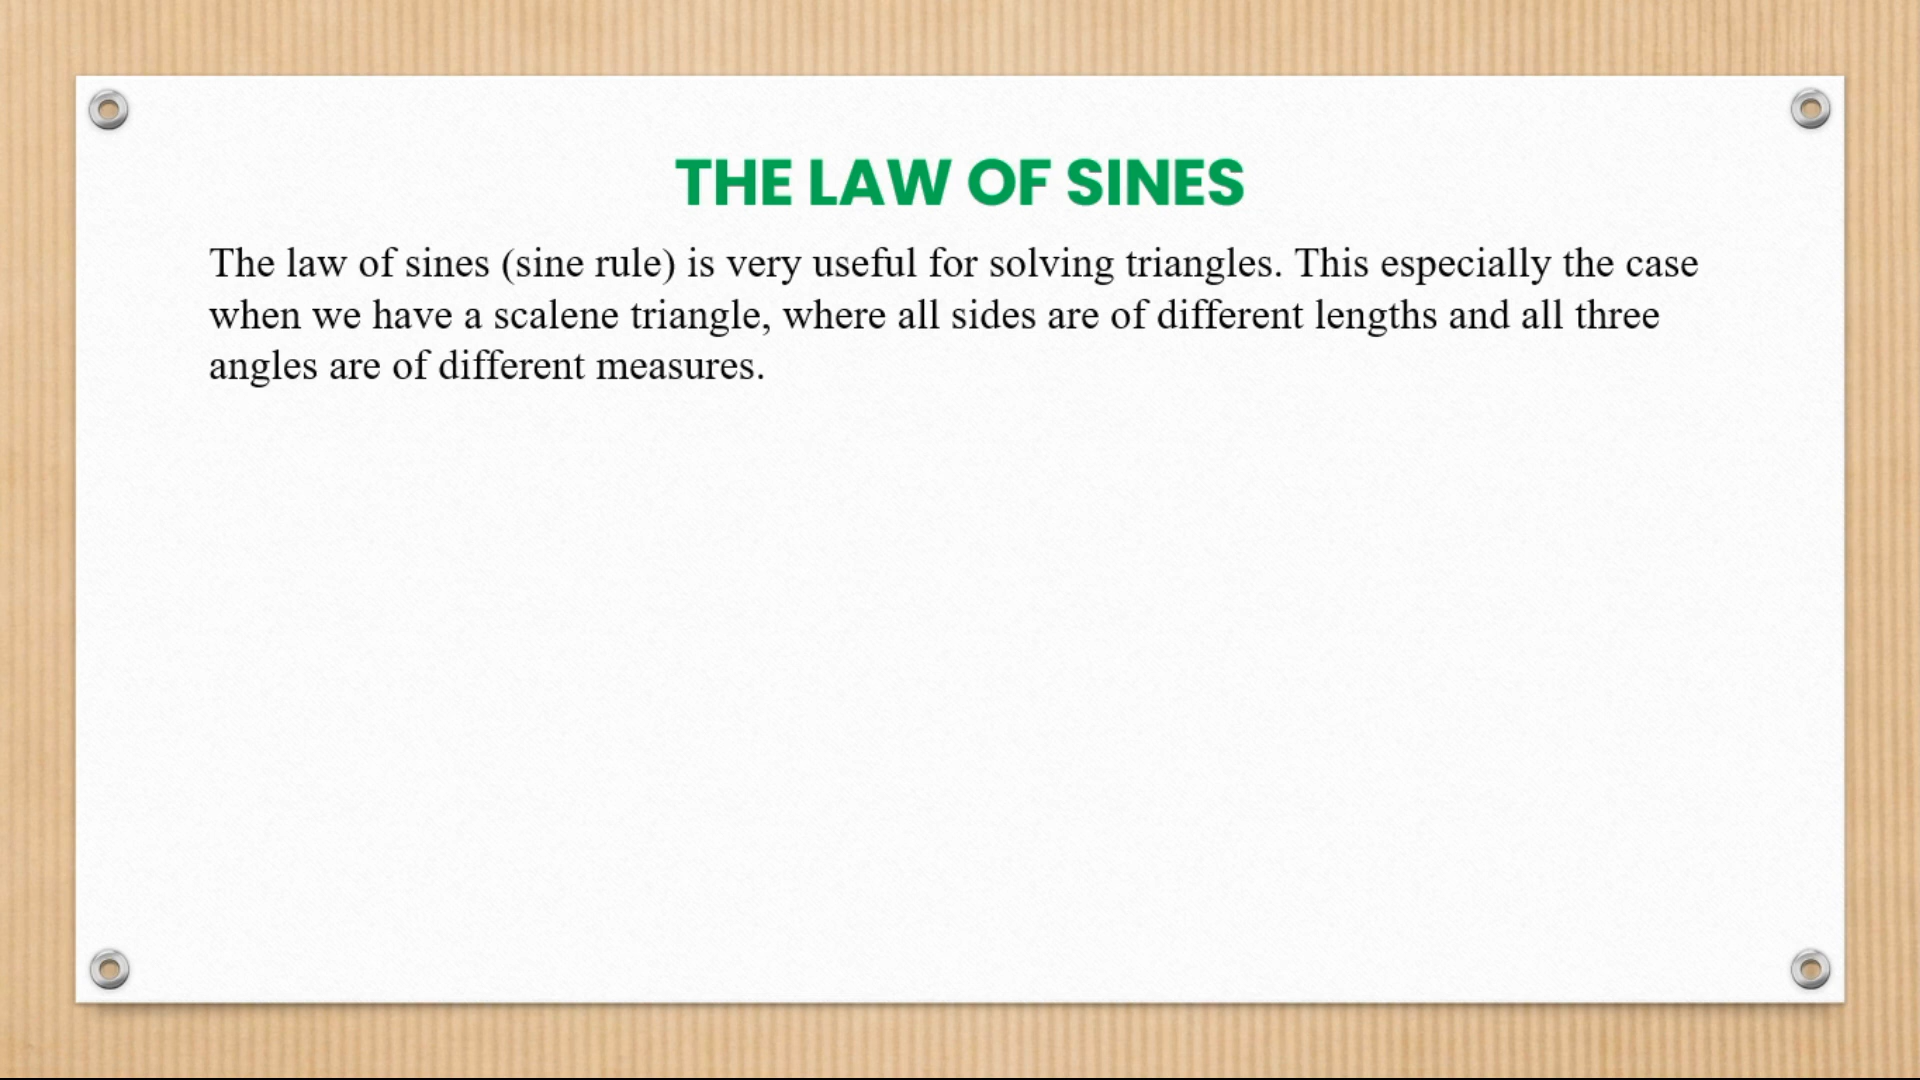 THE LAW OF SINES
The law of sines (sine rule) is very useful for solving triangles. This especially the case
when we have a scalene triangle, where all sides are of different lengths and all three
angles are of different measures.